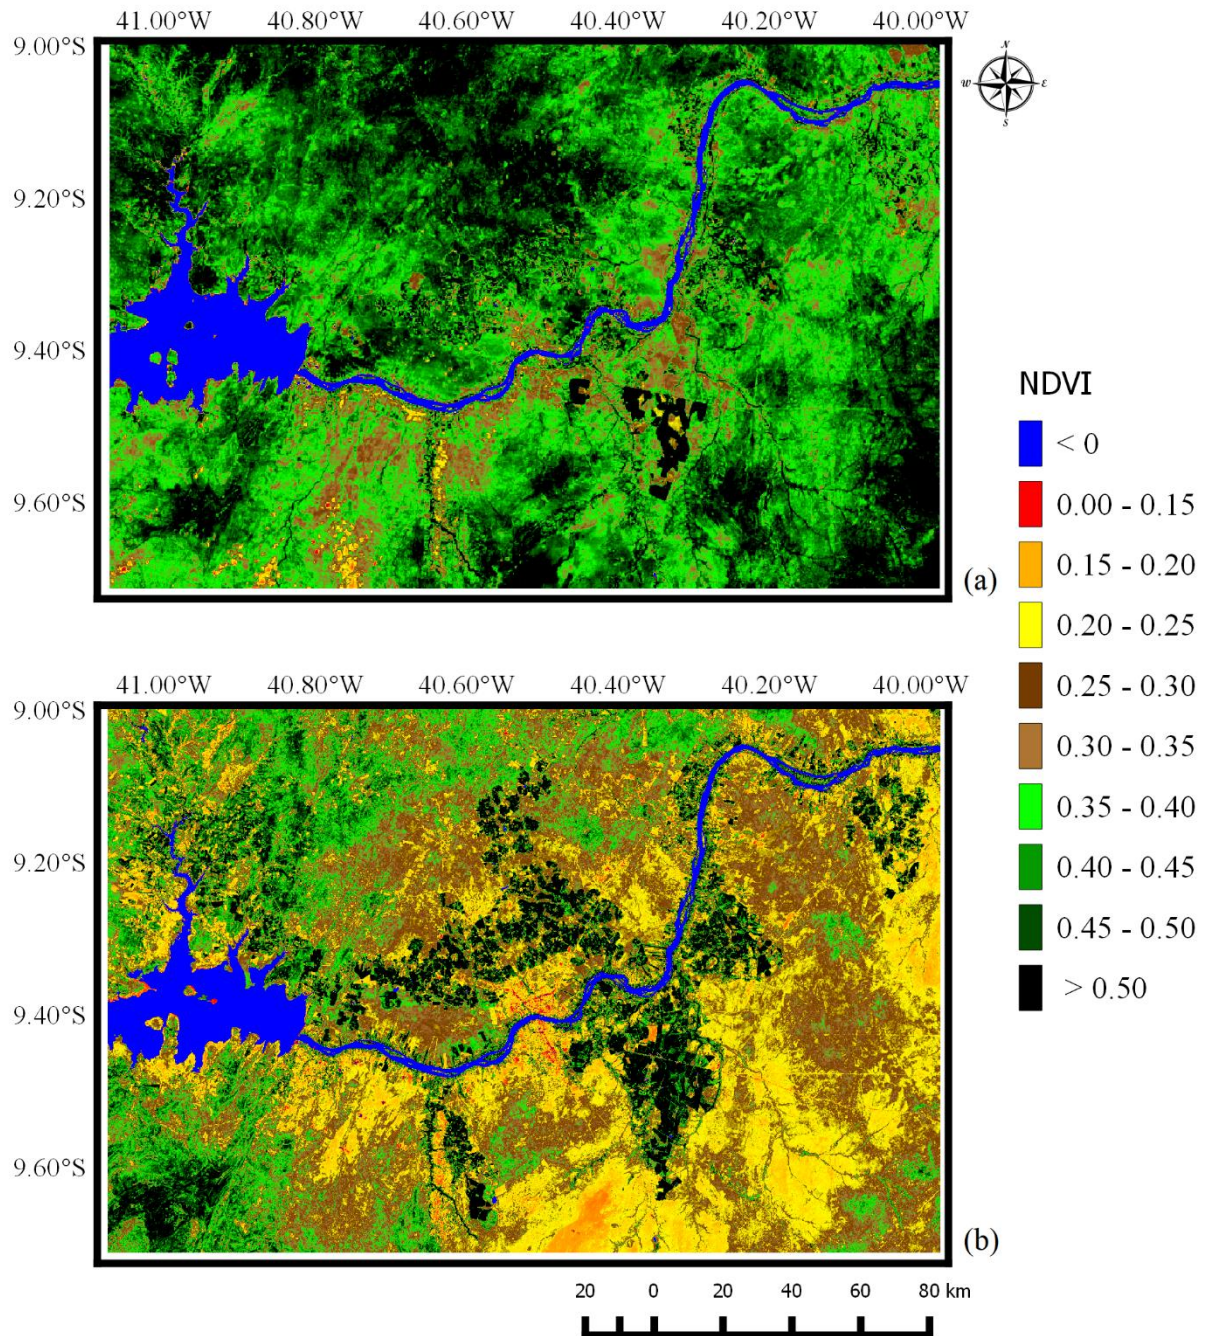 41.00°W 40.80°W 40.60°W 40.40°W 40.20°W 40.00°W
9.00°S
N
W E
S
9.20°S
9.40°S
9.60°S
(a)
NDVI
< 0
0.00 - 0.15
0.15 - 0.20
0.20 - 0.25
0.25 - 0.30
0.30 - 0.35
0.35 - 0.40
0.40 - 0.45
0.45 - 0.50
> 0.50
41.00°W 40.80°W 40.60°W 40.40°W 40.20°W 40.00°W
9.00°S
9.20°S
9.40°S
9.60°S
(b)
20 0 20 40 60 80 km